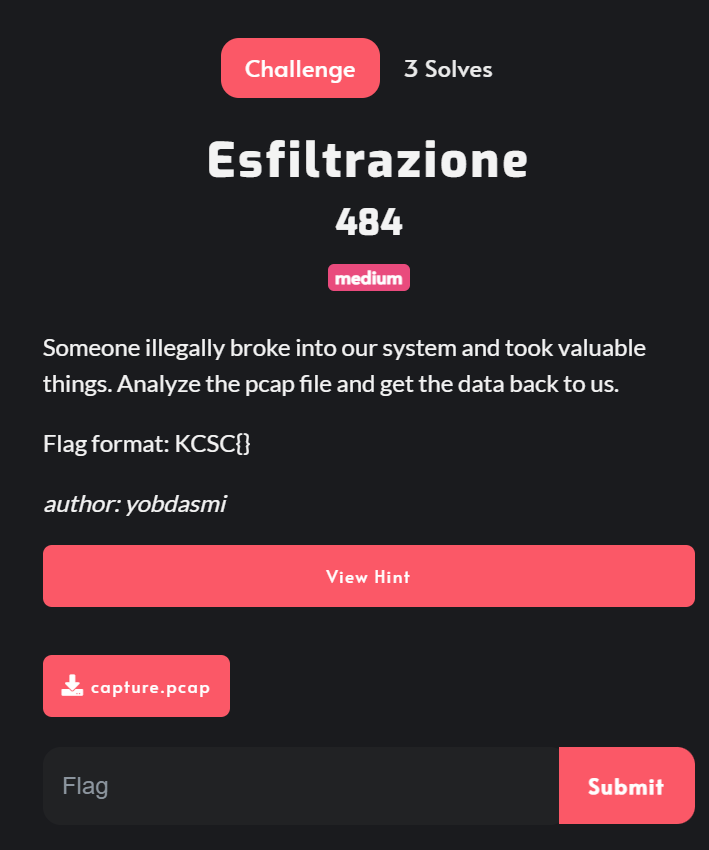 Challenge
3 Solves
Esfiltrazione
484
medium
Someone illegally broke into our system and took valuable
things. Analyze the pcap file and get the data back to us.
Flag format: KCSC{}
author: yobdasmi
View Hint
capture.pcap
Flag
Submit